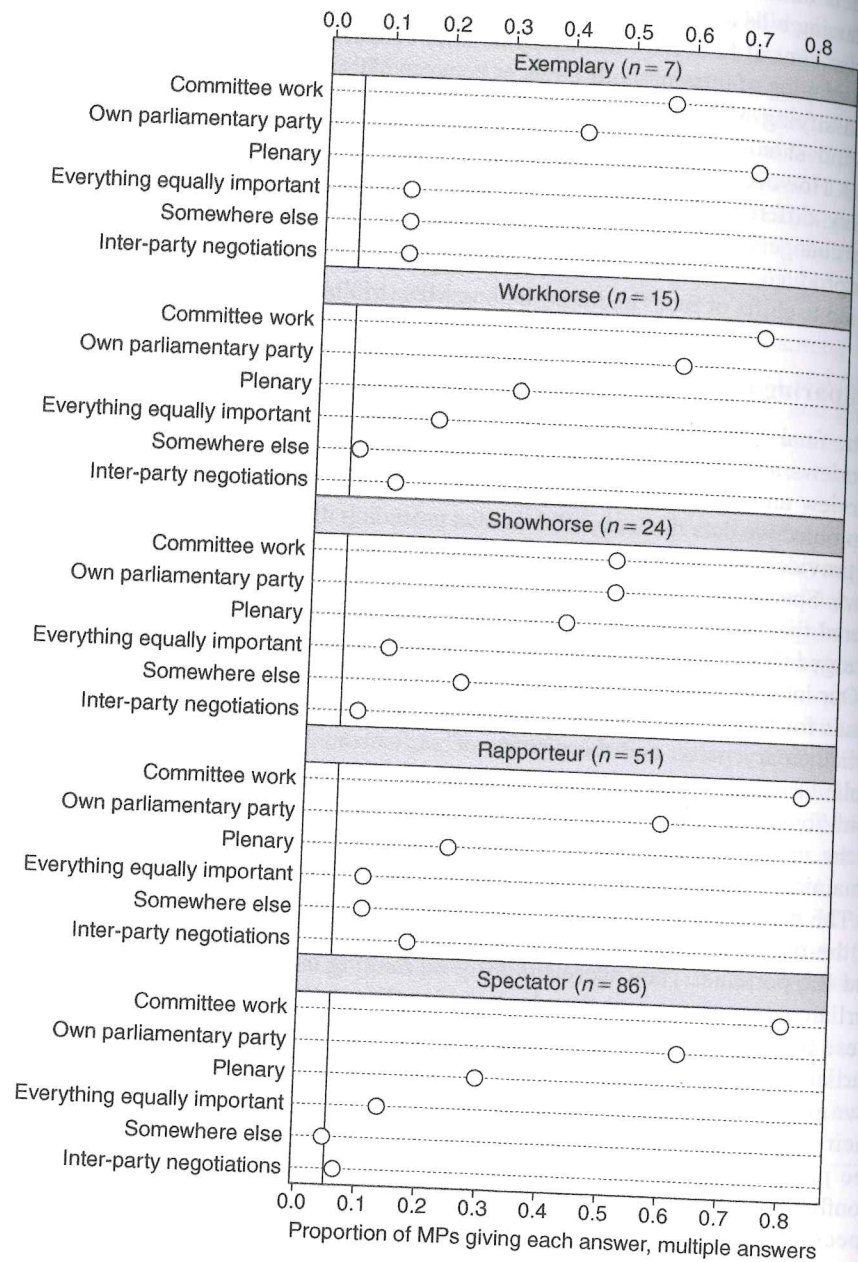 0.0 0.1 0.2 0.3 0.4 0.5 0.6 0.7 0.8
Exemplary (n = 7)
Committee work
Own parliamentary party
Plenary
Everything equally important
Somewhere else
Inter-party negotiations
Workhorse (n = 15)
Committee work
Own parliamentary party
Plenary
Everything equally important
Somewhere else
Inter-party negotiations
Showhorse (n = 24)
Committee work
Own parliamentary party
Plenary
Everything equally important
Somewhere else
Inter-party negotiations
Rapporteur (n = 51)
Committee work
Own parliamentary party
Plenary
Everything equally important
Somewhere else
Inter-party negotiations
Spectator (n = 86)
Committee work
Own parliamentary party
Plenary
Everything equally important
Somewhere else
Inter-party negotiations
0.0 0.1 0.2 0.3 0.4 0.5 0.6 0.7 0.8
Proportion of MPs giving each answer, multiple answers